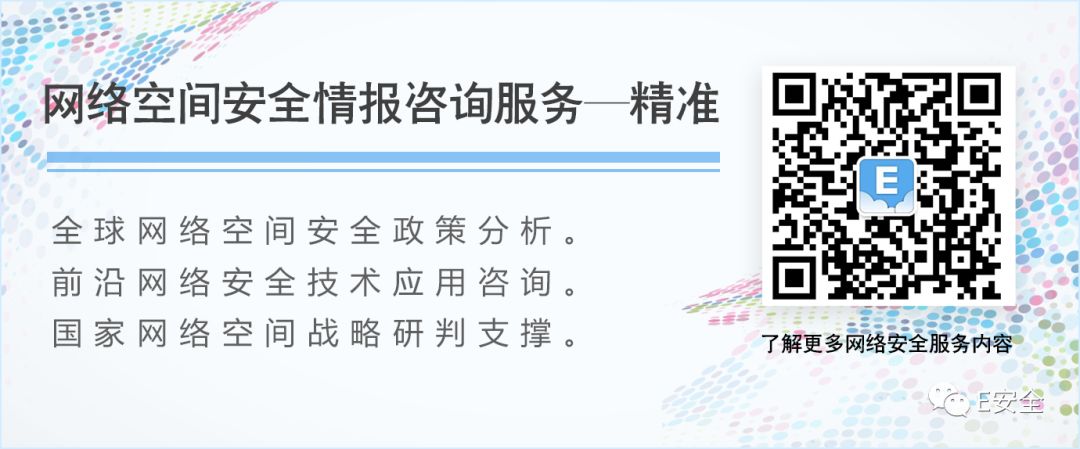 网络空间安全情报咨询服务—精准
全球网络空间安全政策分析。
前沿网络安全技术应用咨询。
国家网络空间战略研判支撑。
E
了解更多网络安全服务内容
E安全